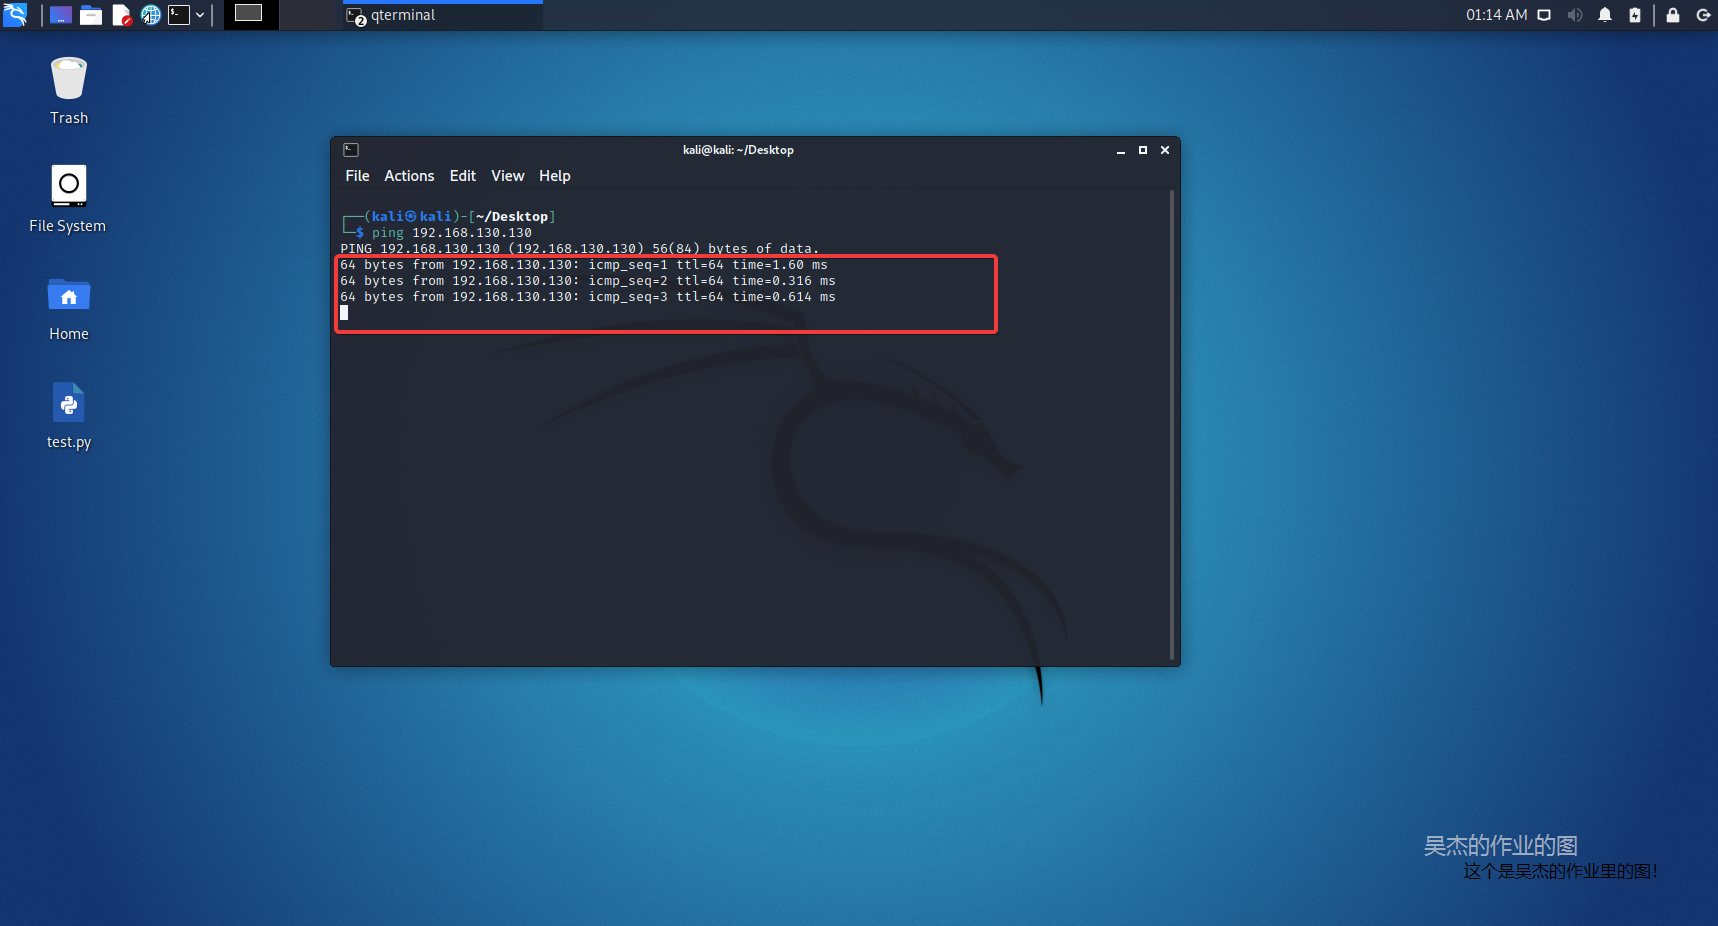 qterminal
01:14 AM
Trash
File System
Home
test.py
kali@kali: ~/Desktop
File Actions Edit View Help
┌──(kali㉿kali)-[~/Desktop]
└─$ ping 192.168.130.130
PING 192.168.130.130 (192.168.130.130) 56(84) bytes of data.
64 bytes from 192.168.130.130: icmp_seq=1 ttl=64 time=1.60 ms
64 bytes from 192.168.130.130: icmp_seq=2 ttl=64 time=0.316 ms
64 bytes from 192.168.130.130: icmp_seq=3 ttl=64 time=0.614 ms
吴杰的作业的图
这个是吴杰的作业里的图!